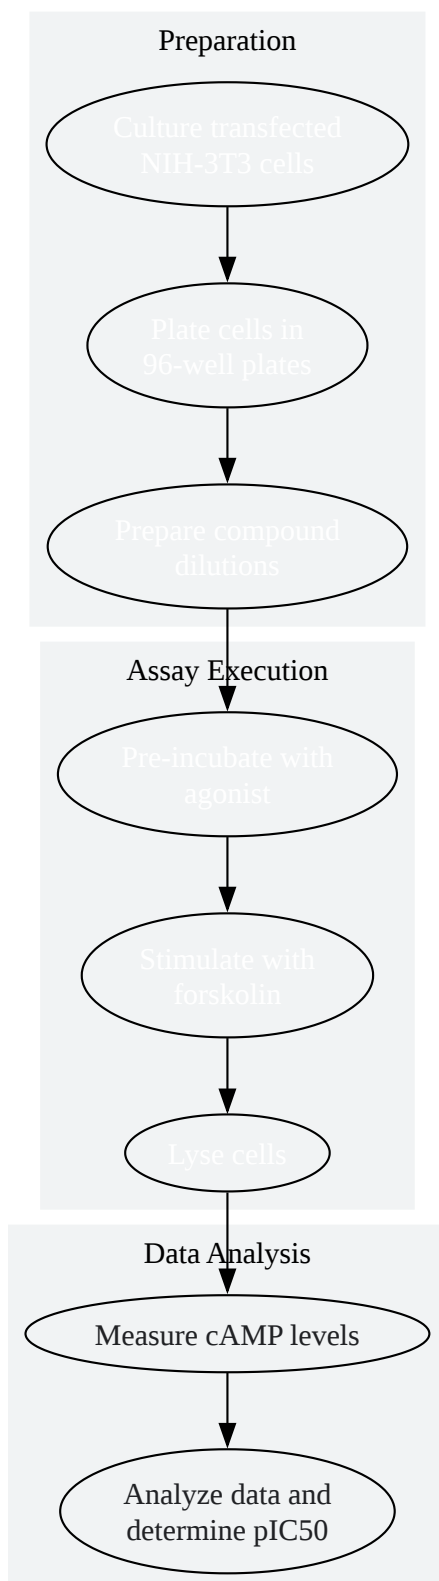 Preparation
Culture transfected
NIH-3T3 cells
Plate cells in
96-well plates
Prepare compound
dilutions
Assay Execution
Pre-incubate with
agonist
Stimulate with
forskolin
Lyse cells
Data Analysis
Measure cAMP levels
Analyze data and
determine pIC50